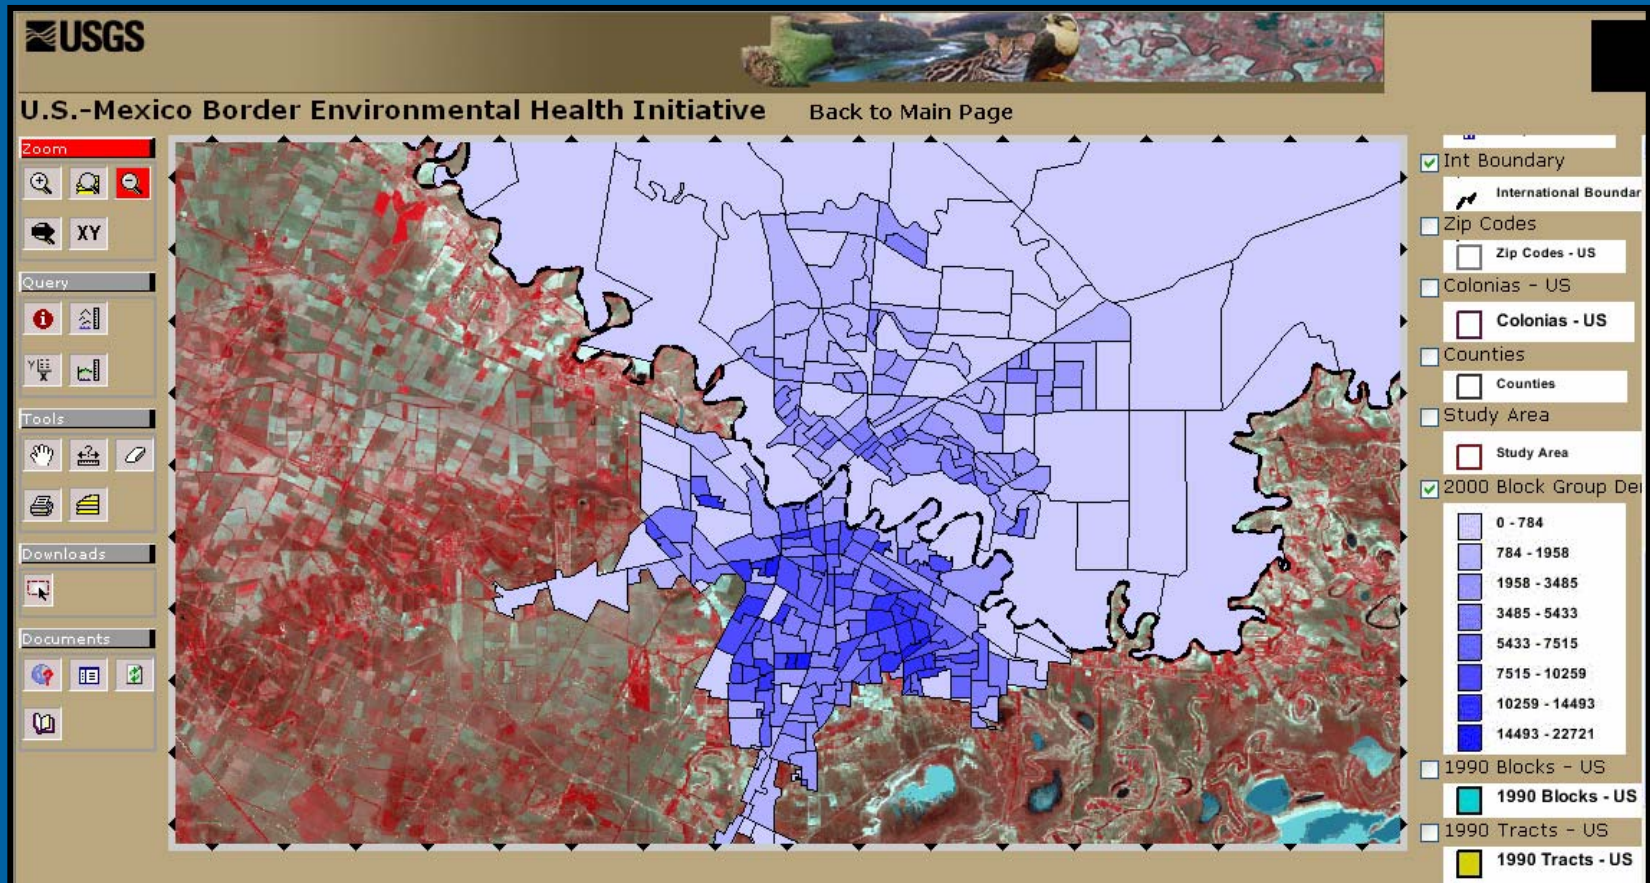 USGS
U.S.-Mexico Border Environmental Health Initiative
Back to Main Page
Zoom
XY
Query
Tools
Downloads
Documents
Int Boundary
International Boundar
Zip Codes
Zip Codes - US
Colonias - US
Colonias - US
Counties
Counties
Study Area
Study Area
2000 Block Group De
0 - 784
784 - 1958
1958 - 3485
3485 - 5433
5433 - 7515
7515 - 10259
10259 - 14493
14493 - 22721
1990 Blocks - US
1990 Blocks - US
1990 Tracts - US
1990 Tracts - US